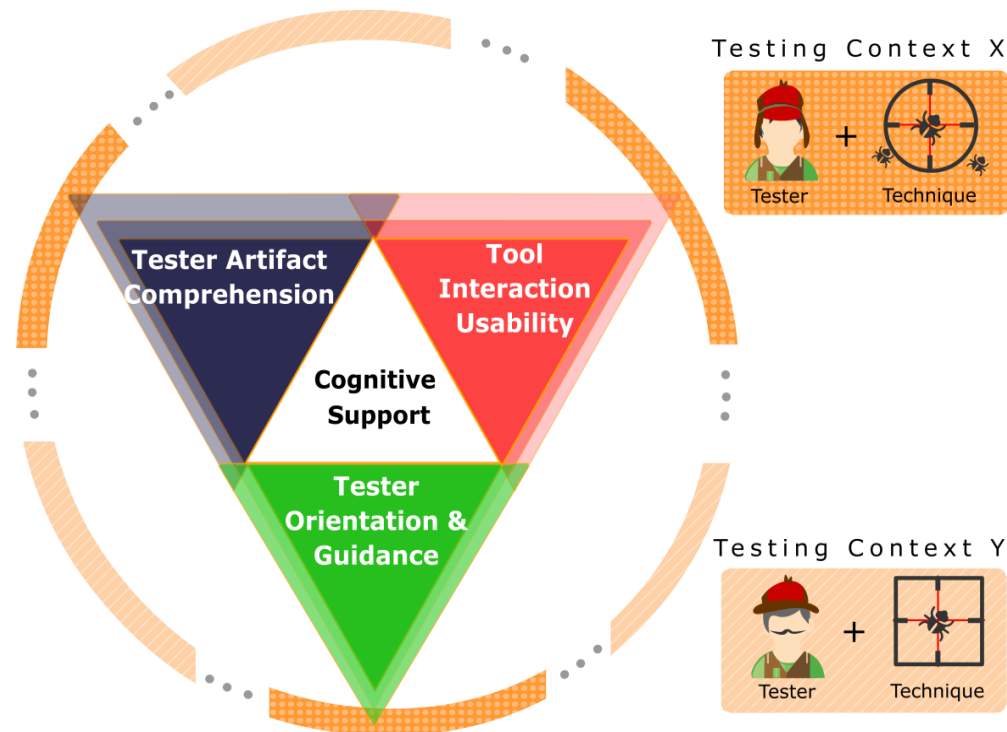 Testing Context X
+
Tester
Technique
Tester Artifact
Comprehension
Tool
Interaction
Usability
Cognitive
Support
Tester
Orientation &
Guidance
Testing Context Y
+
Tester
Technique